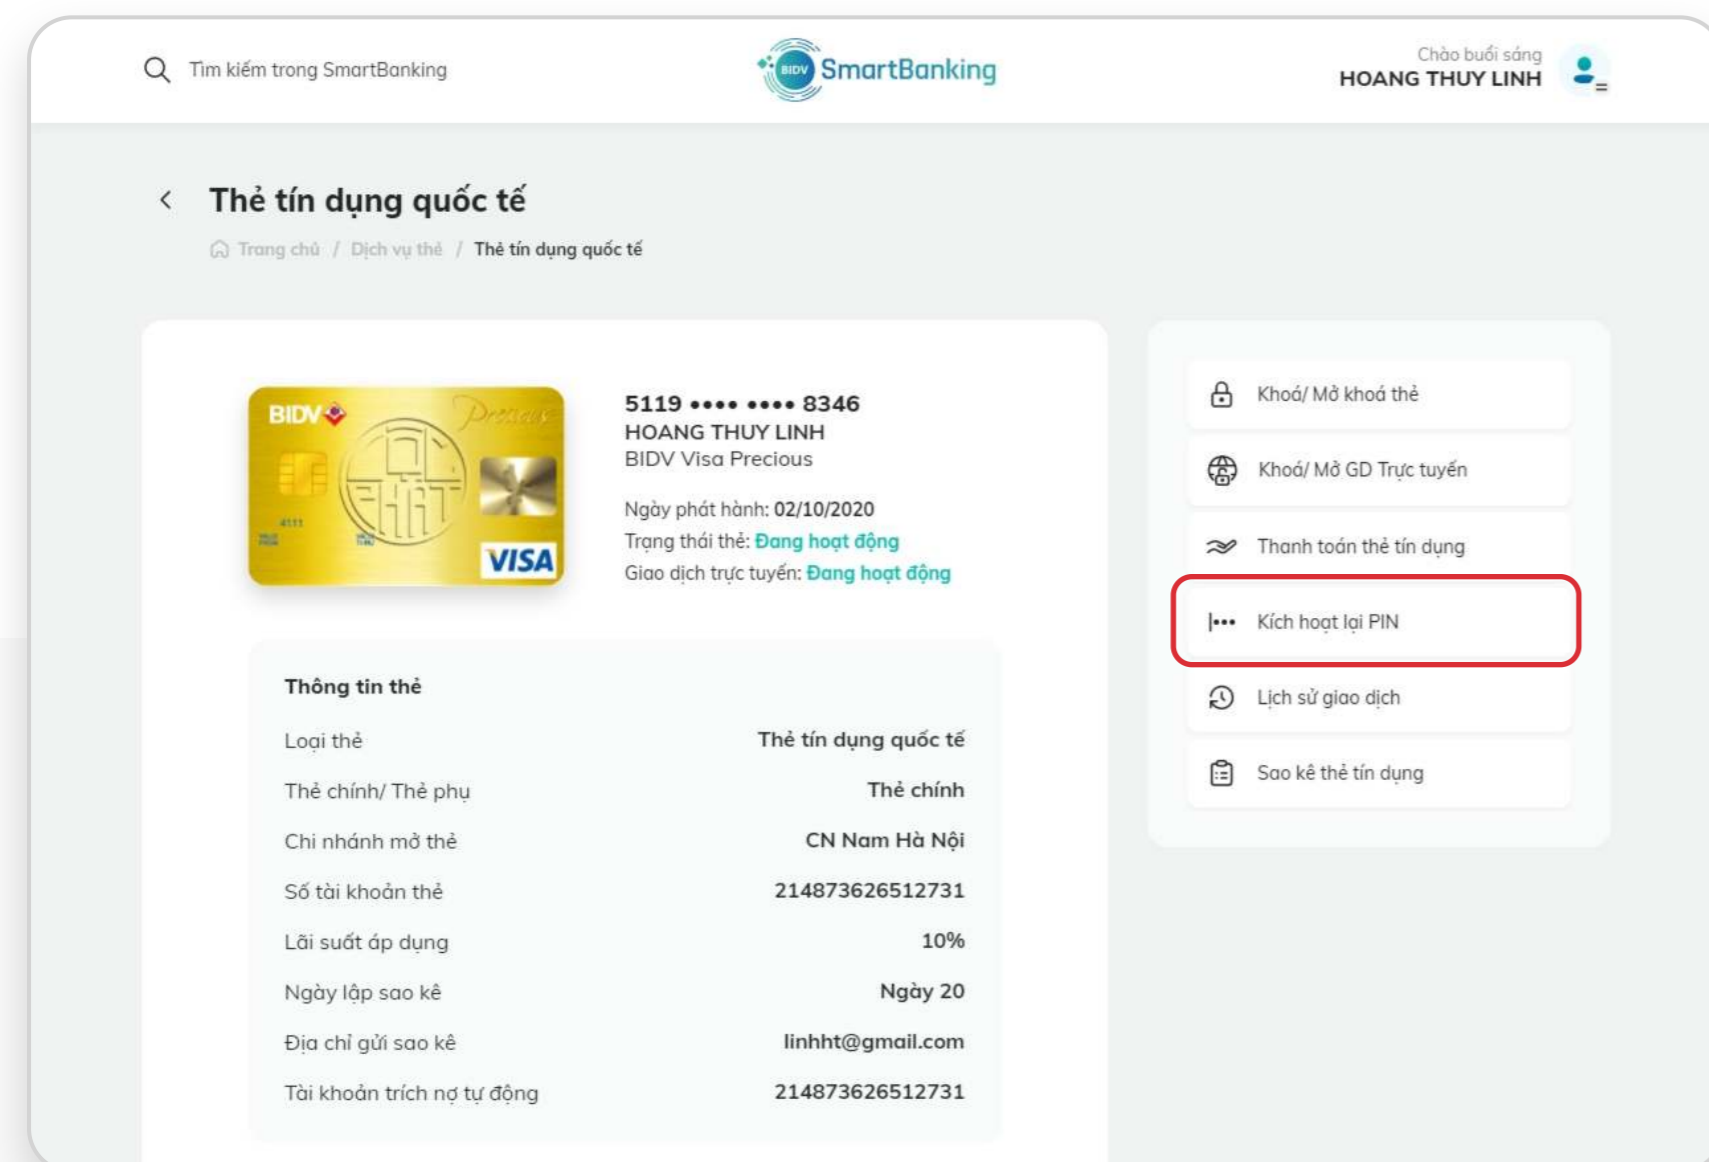 Tìm kiếm trong SmartBanking
BIDV SmartBanking
Chào buổi sáng
HOANG THUY LINH
Thẻ tín dụng quốc tế
Trang chủ / Dịch vụ thẻ / Thẻ tín dụng quốc tế
BIDV
Precious
4111
VISA
5119 •••• •••• 8346
HOANG THUY LINH
BIDV Visa Precious
Ngày phát hành: 02/10/2020
Trạng thái thẻ: Đang hoạt động
Giao dịch trực tuyến: Đang hoạt động
Thông tin thẻ
Loại thẻ Thẻ tín dụng quốc tế
Thẻ chính/ Thẻ phụ Thẻ chính
Chi nhánh mở thẻ CN Nam Hà Nội
Số tài khoản thẻ 214873626512731
Lãi suất áp dụng 10%
Ngày lập sao kê Ngày 20
Địa chỉ gửi sao kê linhht@gmail.com
Tài khoản trích nợ tự động 214873626512731
Khoá/ Mở khoá thẻ
Khoá/ Mở GD Trực tuyến
Thanh toán thẻ tín dụng
Kích hoạt lại PIN
Lịch sử giao dịch
Sao kê thẻ tín dụng